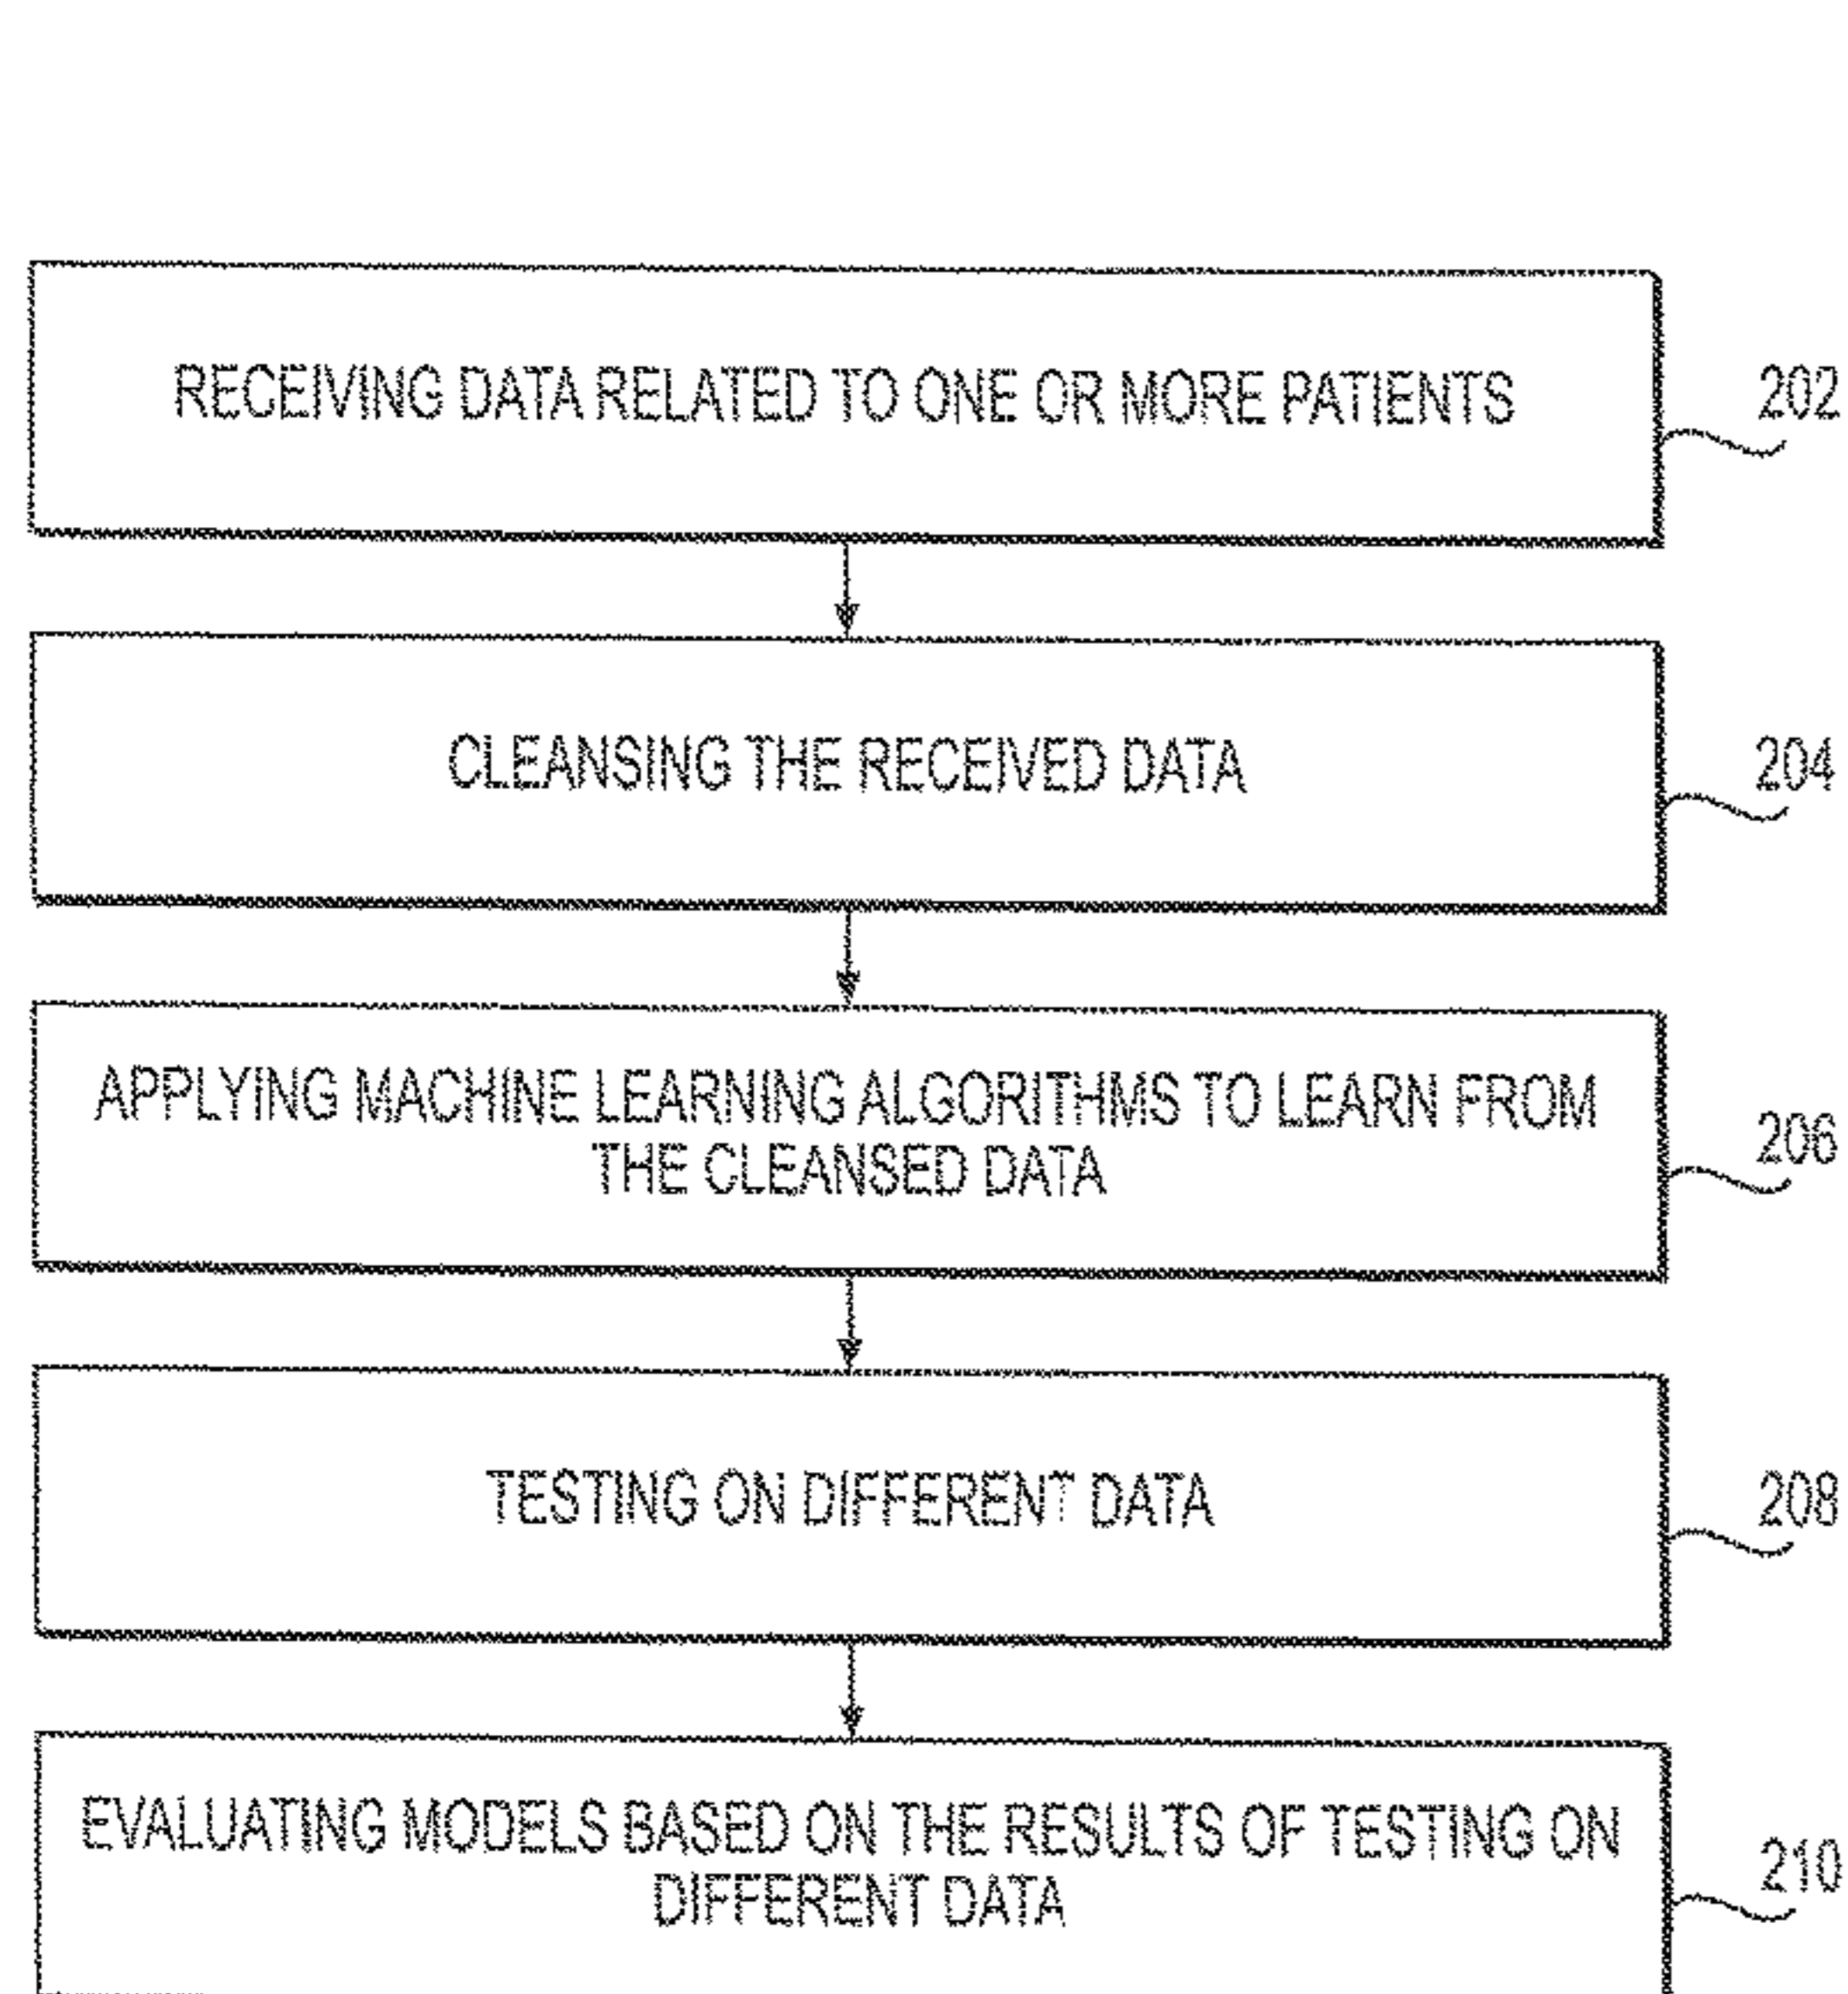 RECEIVING DATA RELATED TO ONE OR MORE PATIENTS
202
CLEANSING THE RECEIVED DATA
204
APPLYING MACHINE LEARNING ALGORITHMS TO LEARN FROM
THE CLEANSED DATA
206
TESTING ON DIFFERENT DATA
208
EVALUATING MODELS BASED ON THE RESULTS OF TESTING ON
DIFFERENT DATA
210